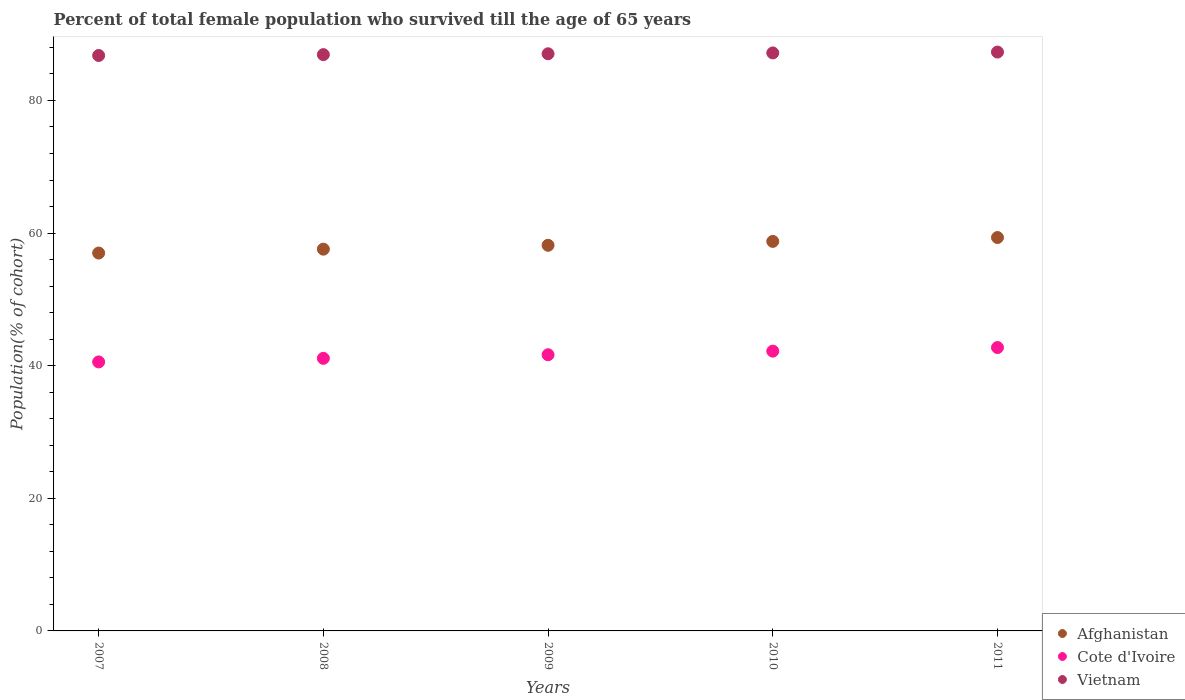 Percent of total female population who survived till the age of 65 years
Population(% of cohort)
80
60
40
20
0
2007
2008
2009
2010
2011
Years
Afghanistan
Cote d'Ivoire
Vietnam